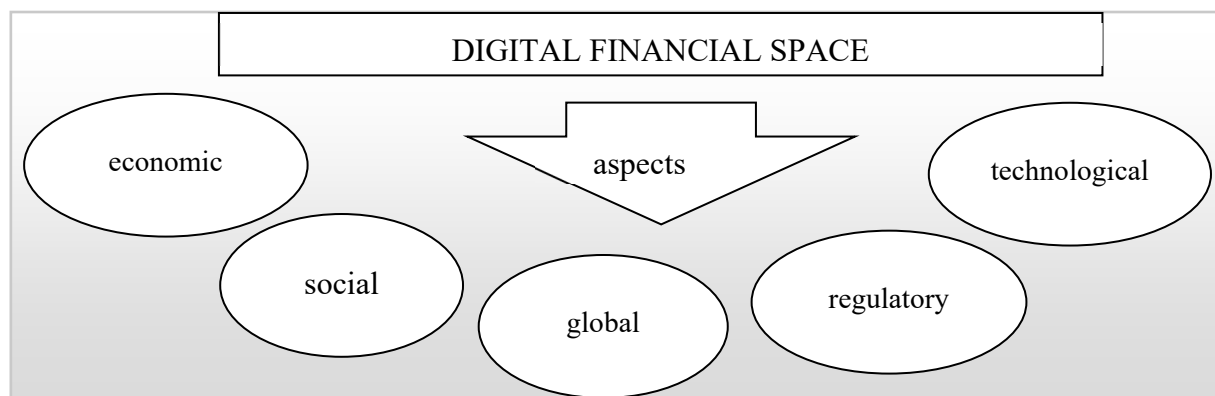 DIGITAL FINANCIAL SPACE
economic
aspects
technological
social
global
regulatory